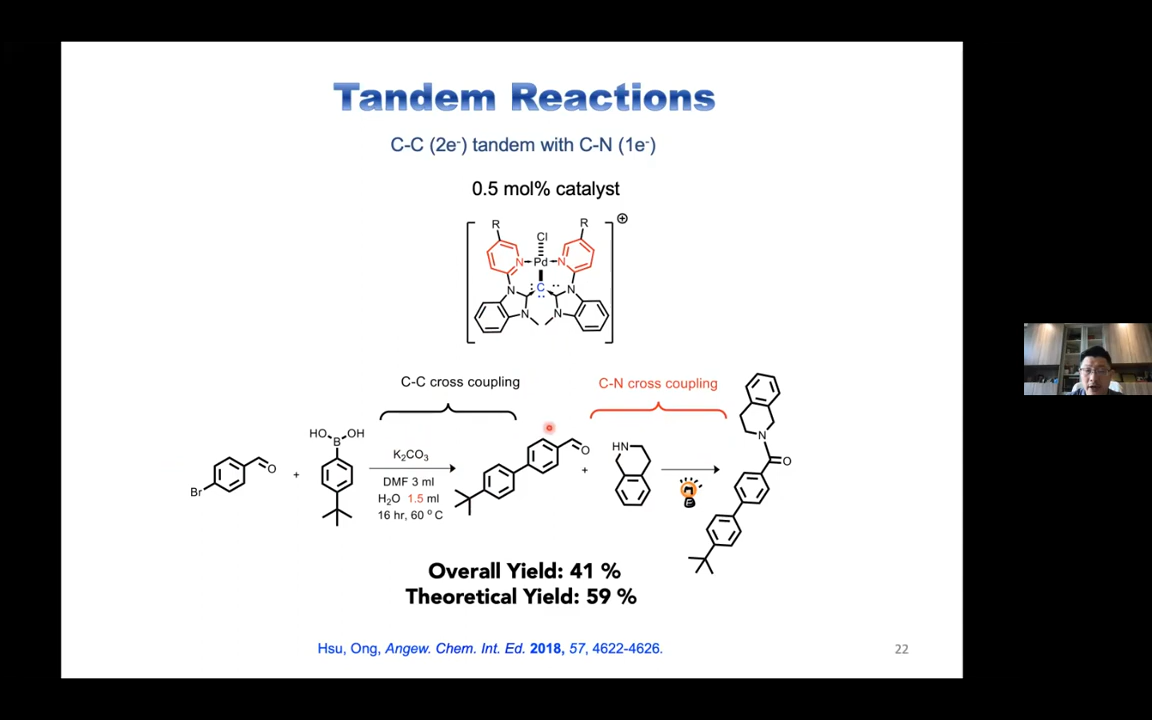 Tandem Reactions
C-C (2e⁻) tandem with C-N (1e⁻)
0.5 mol% catalyst
R
R
Cl
N
Pd
N
N
C
N
N
N
C-C cross coupling
C-N cross coupling
HO
B
OH
Br
O
+
K₂CO₃
DMF 3 ml
H₂O 1.5 ml
16 hr, 60 ᵒ C
O
+
HN
N
O
Overall Yield: 41 %
Theoretical Yield: 59 %
Hsu, Ong, Angew. Chem. Int. Ed. 2018, 57, 4622-4626.
22